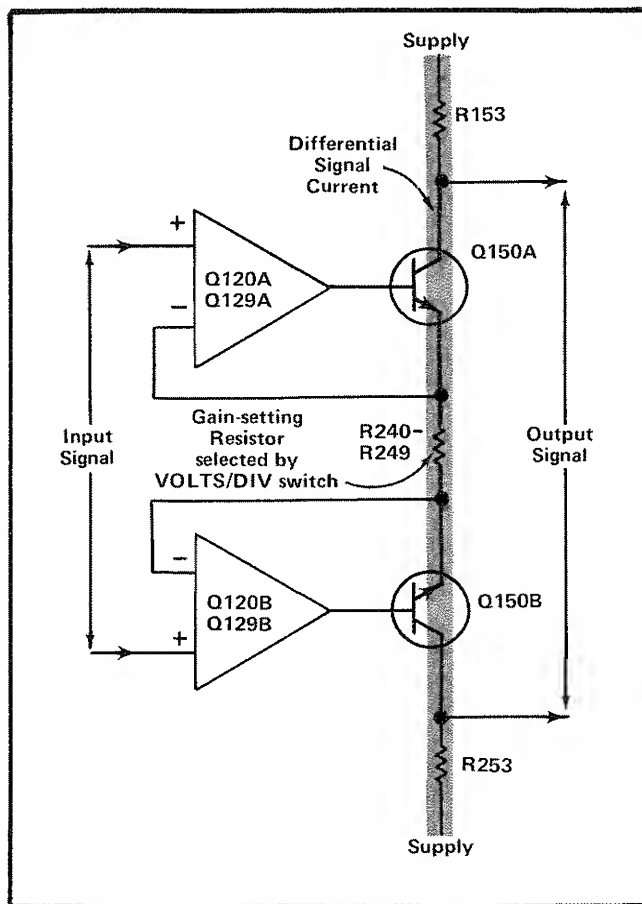 Supply
R153
Differential
Signal
Current
+
Q150A
Q120A
Q129A
−
Gain-setting
Resistor
selected by
VOLTS/DIV switch
R240-
R249
Input
Signal
Output
Signal
−
Q120B
Q129B
+
Q150B
R253
Supply